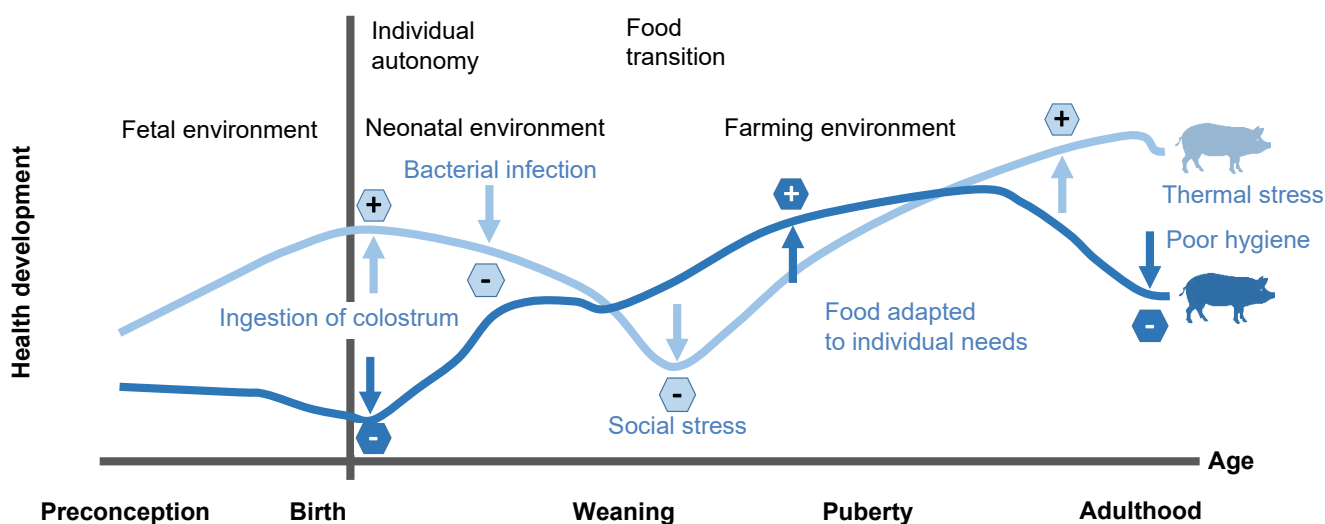 Individual
autonomy
Food
transition
Fetal environment
Neonatal environment
Farming environment
+
Bacterial infection
+
+
Thermal stress
Poor hygiene
-
Ingestion of colostrum
Food adapted
to individual needs
-
-
Social stress
-
Health development
Age
Preconception
Birth
Weaning
Puberty
Adulthood